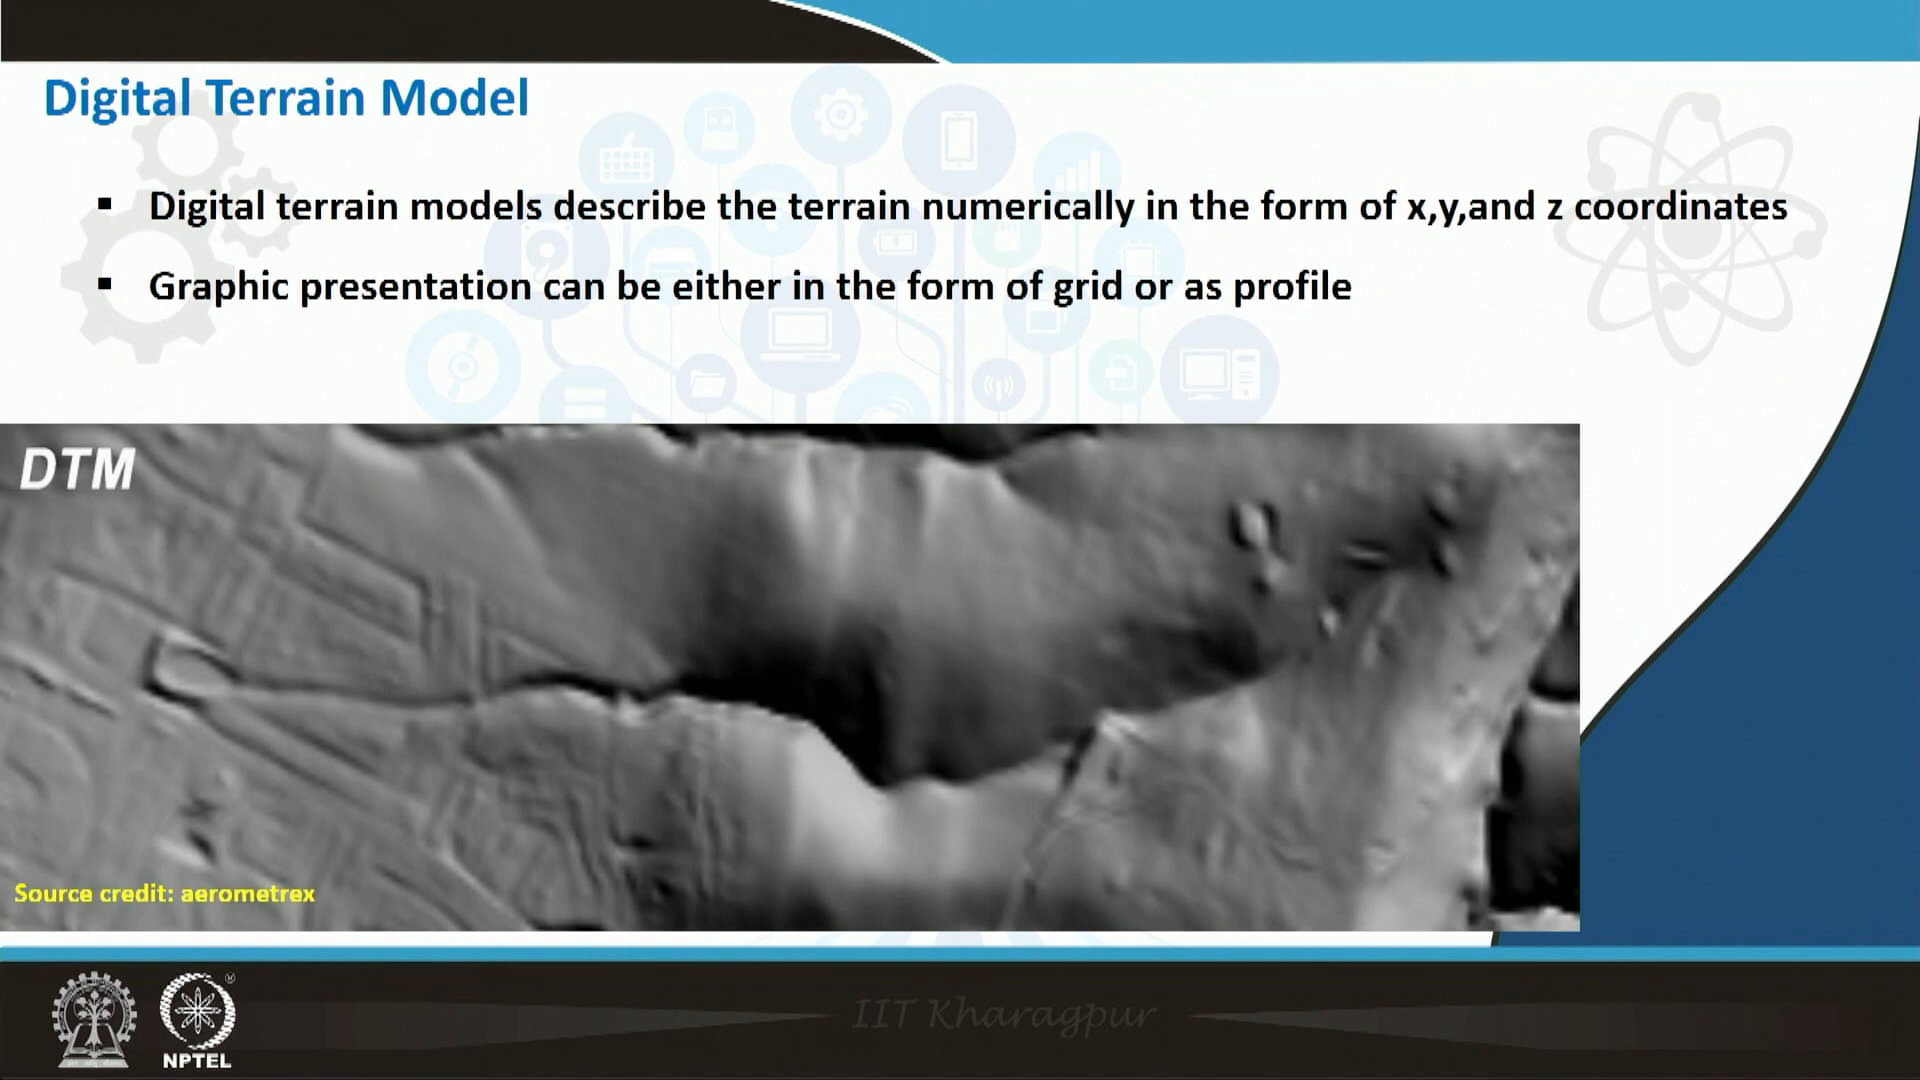 Digital Terrain Model
▪ Digital terrain models describe the terrain numerically in the form of x,y,and z coordinates
▪ Graphic presentation can be either in the form of grid or as profile
DTM
Source credit: aerometrex
IIT Kharagpur
®
NPTEL